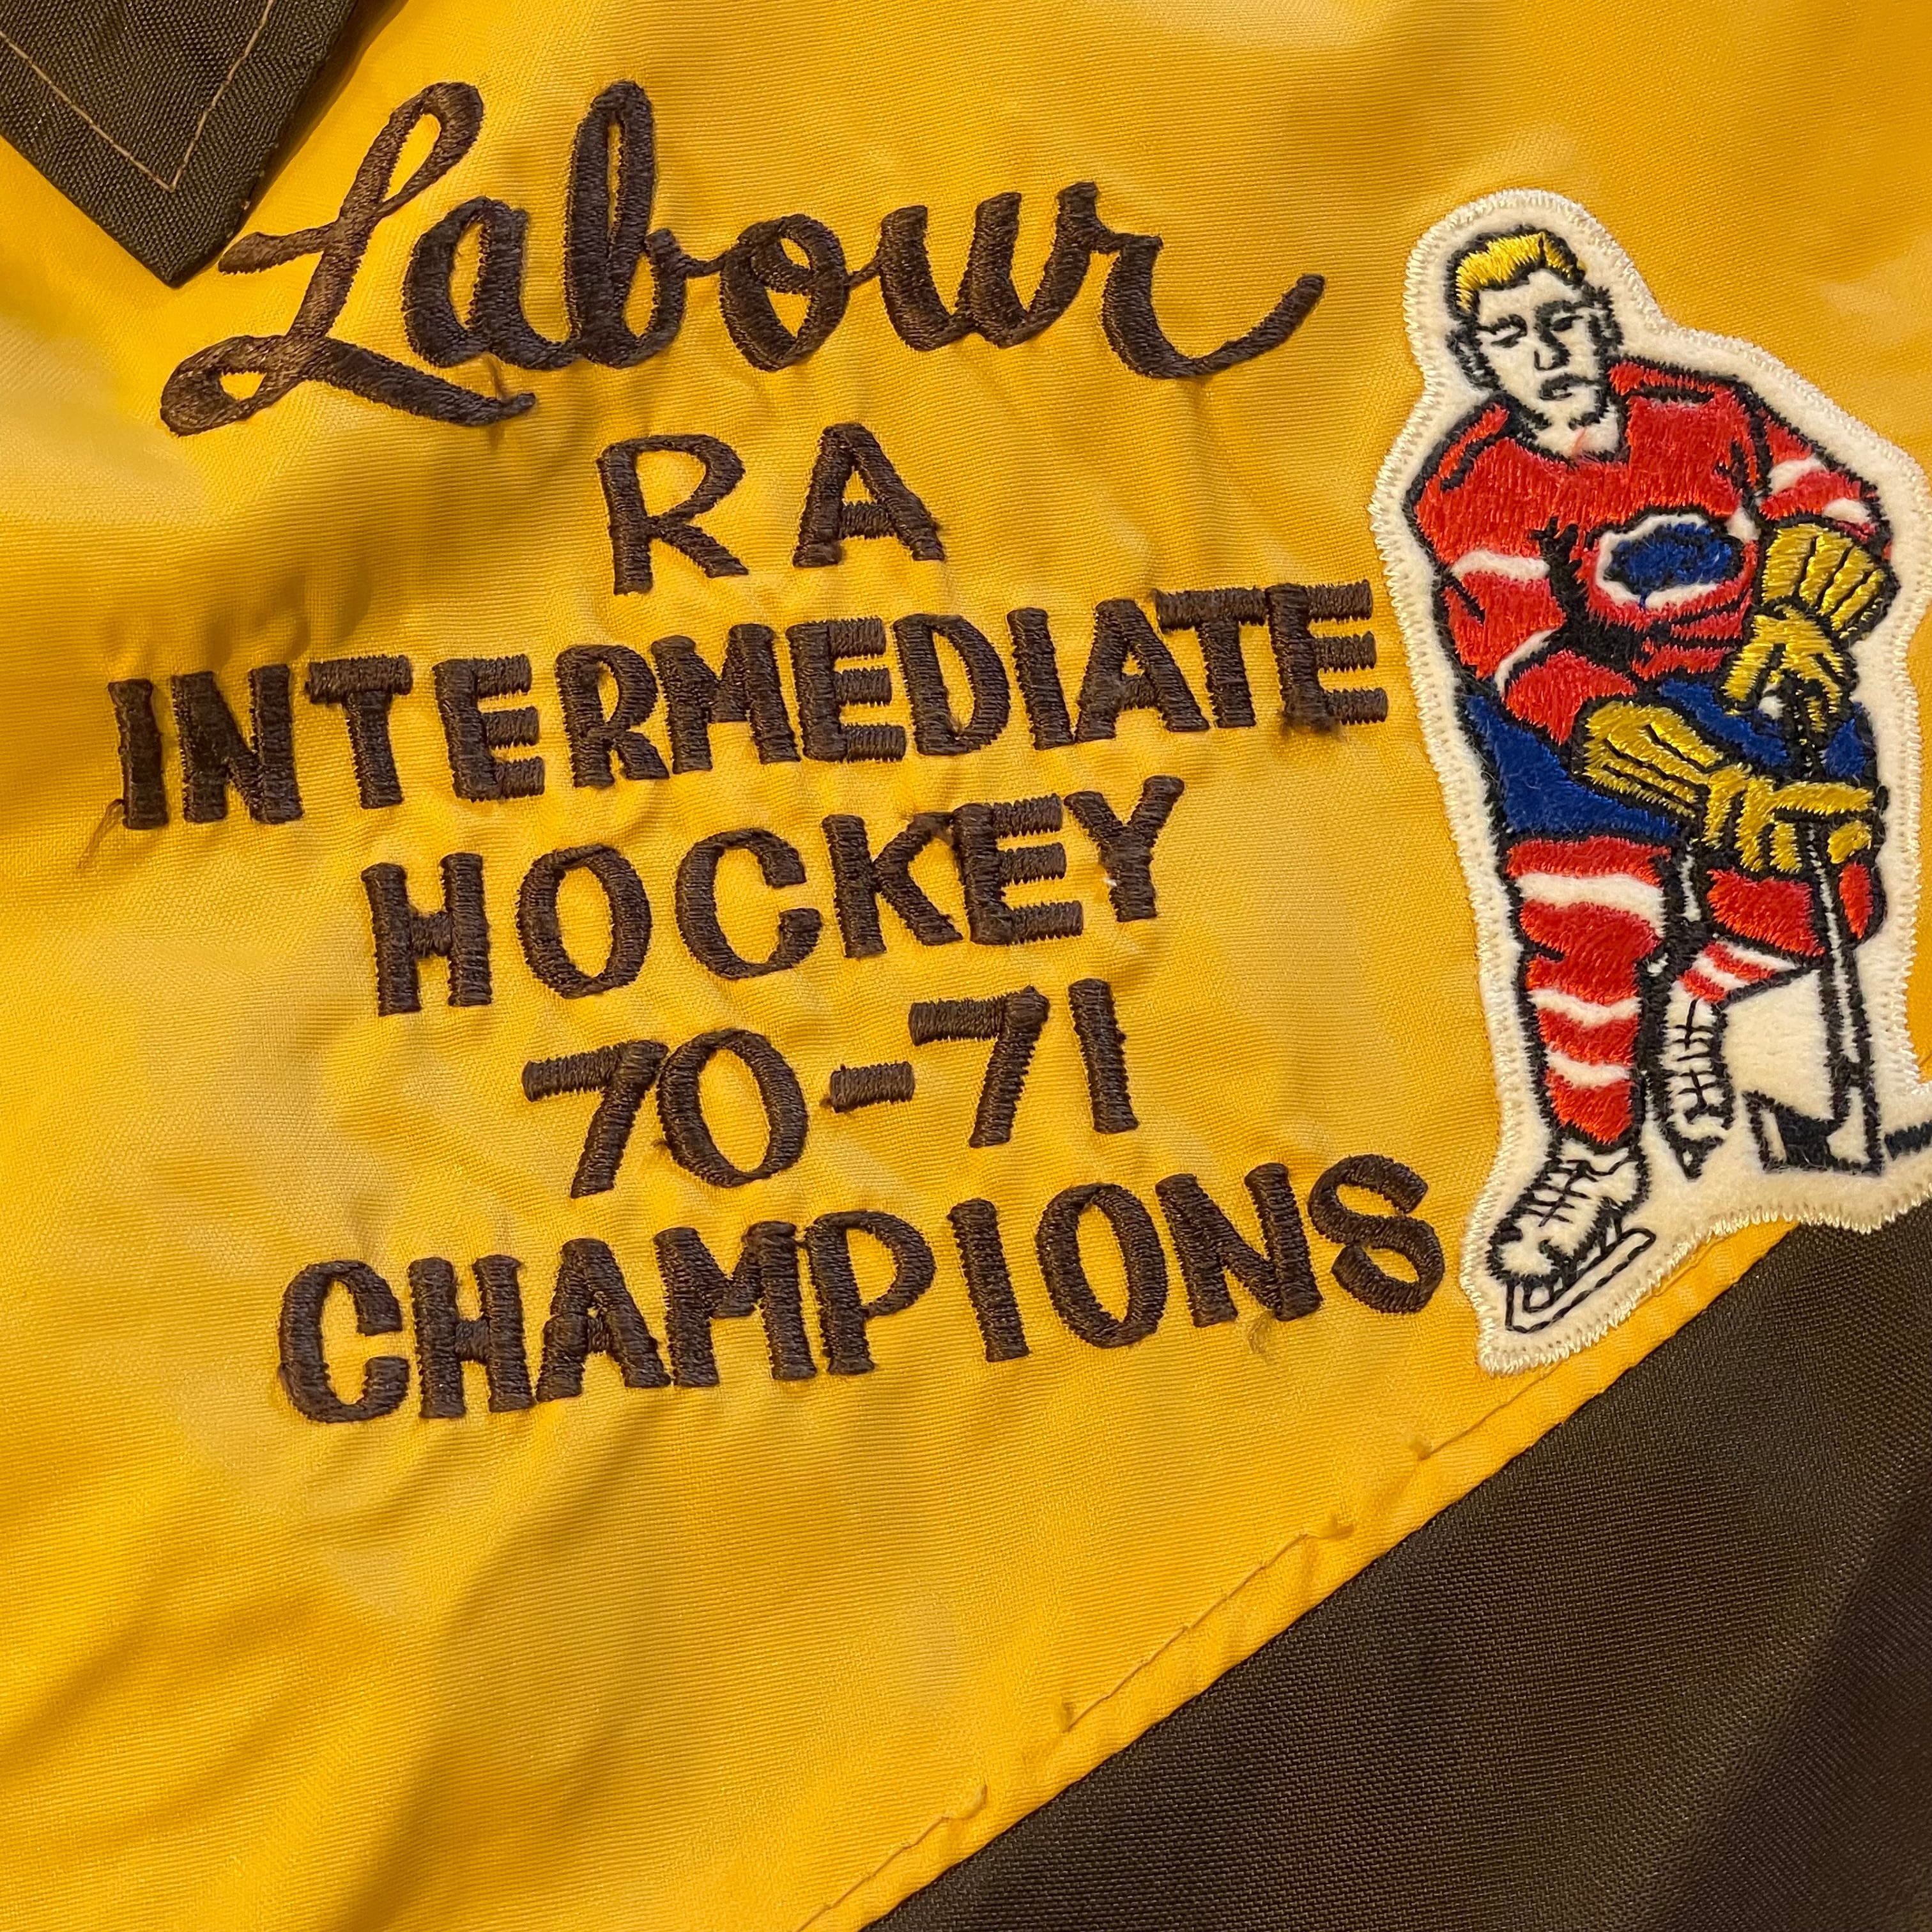 Labour
RA
INTERMEDIATE
HOCKEY
70-71
CHAMPIONS